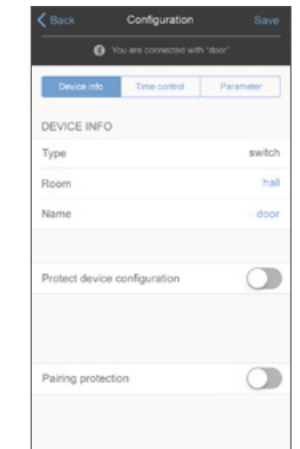 Back Configuration Save
You are connected with "door"
Device info Time control Parameter
DEVICE INFO
Type switch
Room hall
Name door
Protect device configuration
Pairing protection